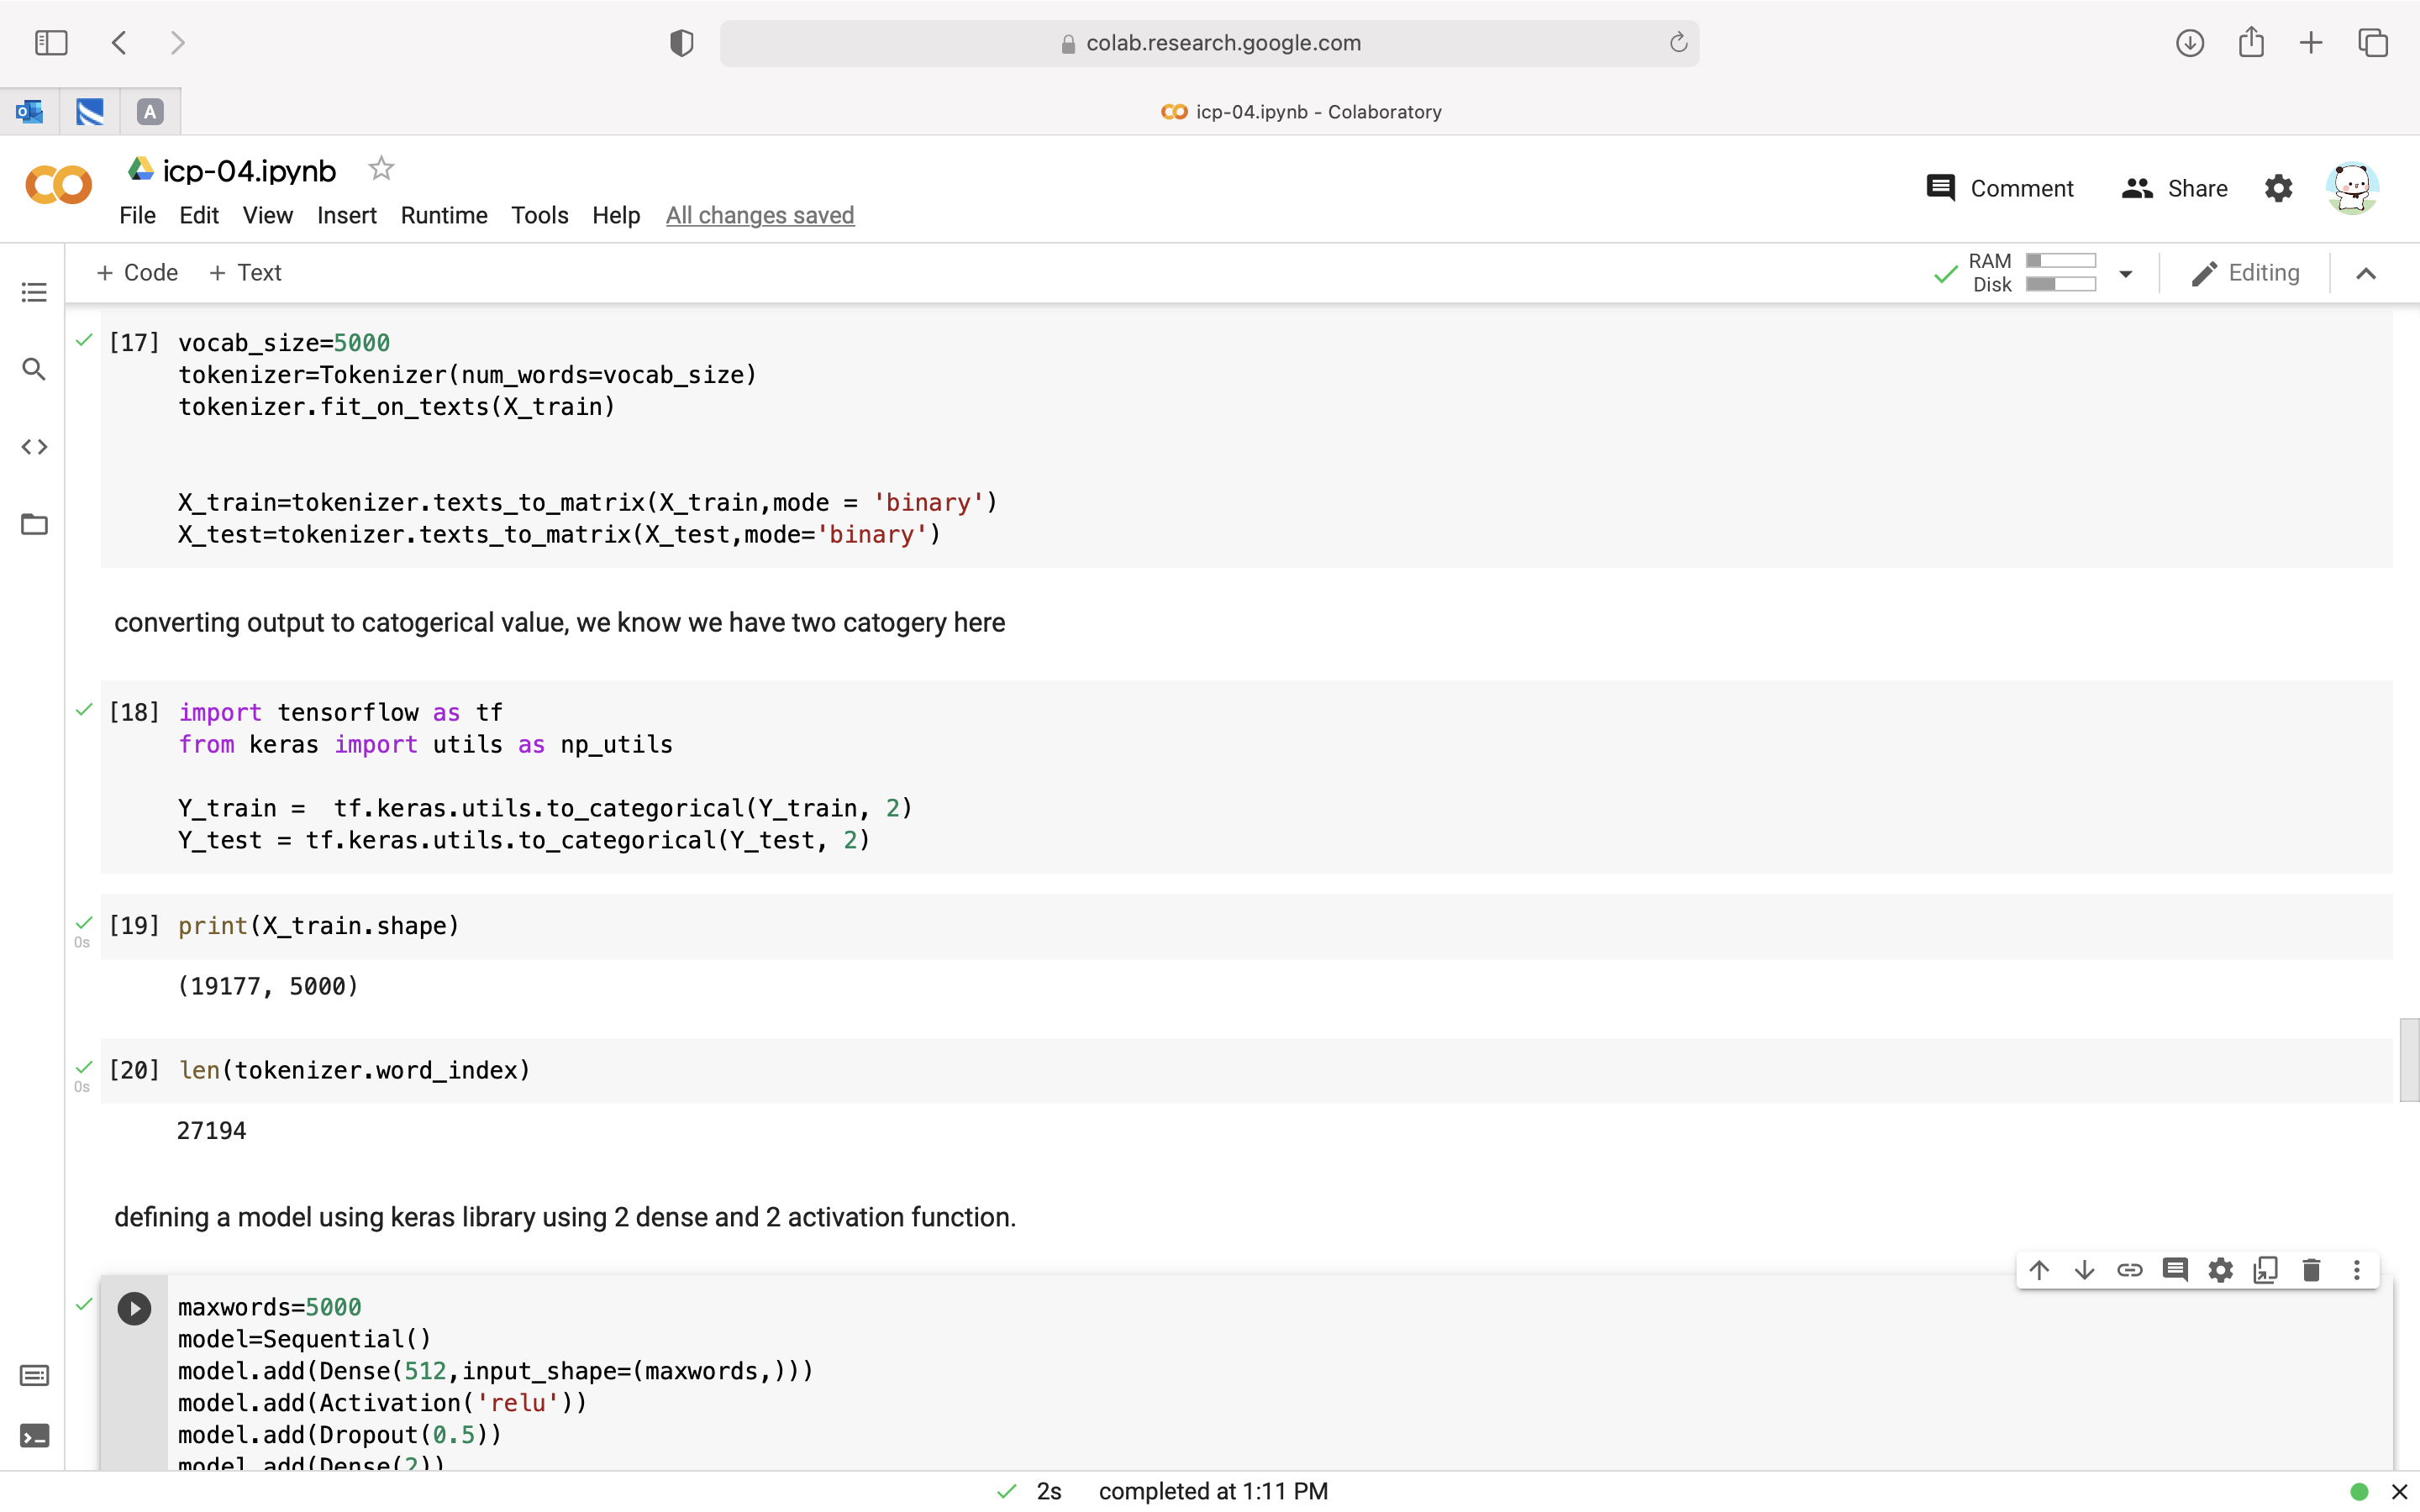 colab.research.google.com
A
icp-04.ipynb - Colaboratory
icp-04.ipynb
Comment
Share
File Edit View Insert Runtime Tools Help All changes saved
+ Code + Text
RAM
Disk
Editing
[17] vocab_size=5000
tokenizer=Tokenizer(num_words=vocab_size)
tokenizer.fit_on_texts(X_train)
X_train=tokenizer.texts_to_matrix(X_train,mode = 'binary')
X_test=tokenizer.texts_to_matrix(X_test,mode='binary')
converting output to catogerical value, we know we have two catogery here
[18] import tensorflow as tf
from keras import utils as np_utils
Y_train =  tf.keras.utils.to_categorical(Y_train, 2)
Y_test = tf.keras.utils.to_categorical(Y_test, 2)
[19] print(X_train.shape)
0s
(19177, 5000)
[20] len(tokenizer.word_index)
0s
27194
defining a model using keras library using 2 dense and 2 activation function.
maxwords=5000
model=Sequential()
model.add(Dense(512,input_shape=(maxwords,)))
model.add(Activation('relu'))
model.add(Dropout(0.5))
model.add(Dense(2))
2s completed at 1:11 PM